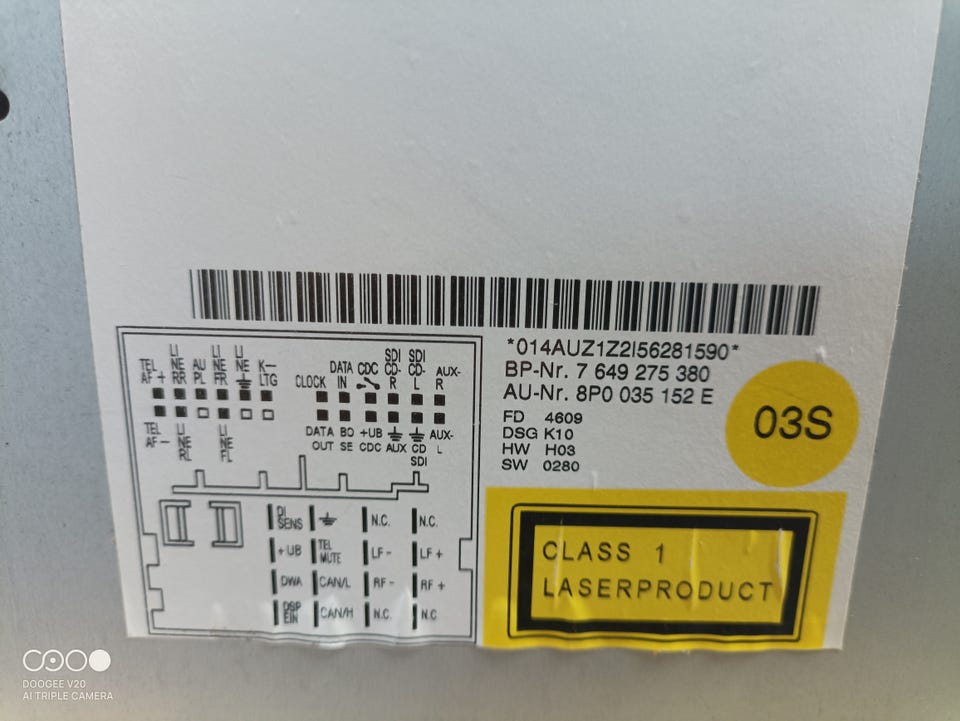 *014AUZ1Z2I56281590*
BP-Nr. 7 649 275 380
AU-Nr. 8P0 035 152 E
FD 4609
DSG K10
HW H03
SW 0280
03S
CLASS 1
LASERPRODUCT
TEL AF +
LI NE RR
AU PL
LI NE FR
LI NE
K– LTG
CLOCK
DATA IN
CDC
SDI CD- R
SDI CD- L
AUX- R
TEL AF –
LI NE RL
LI NE FL
DATA OUT
BO SE
+UB CDC
AUX
CD SDI
AUX- L
DI SENS
N.C.
N.C.
+UB
TEL MUTE
LF -
LF +
DWA
CAN/L
RF -
RF +
DSP EIN
CAN/H
N.C.
N.C
DOOGEE V20
AI TRIPLE CAMERA